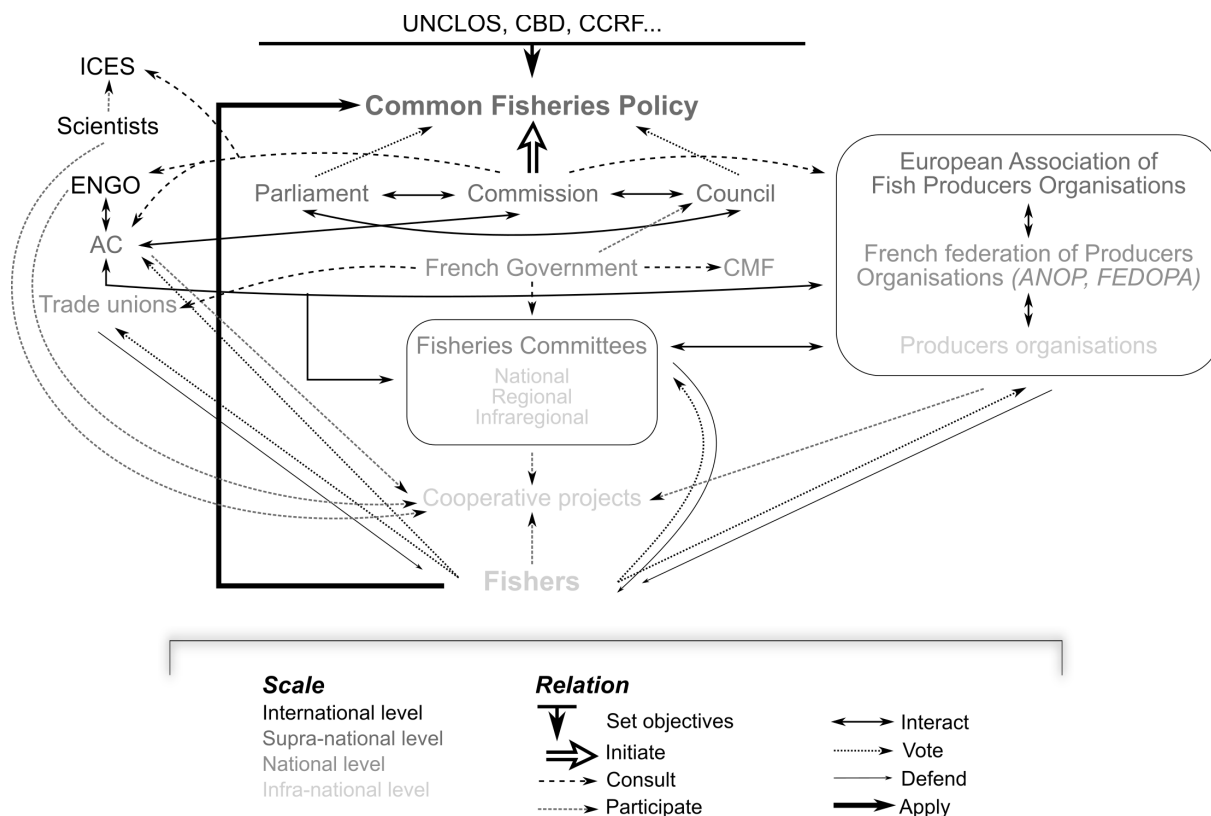 UNCLOS, CBD, CCRF...
ICES
Common Fisheries Policy
Scientists
European Association of
Fish Producers Organisations
ENGO
Parliament
Commission
Council
AC
French Government
CMF
French federation of Producers
Organisations (ANOP, FEDOPA)
Trade unions
Fisheries Committees
National
Regional
Infraregional
Producers organisations
Cooperative projects
Fishers
Scale
International level
Supra-national level
National level
Infra-national level
Relation
Set objectives
Initiate
Consult
Participate
Interact
Vote
Defend
Apply